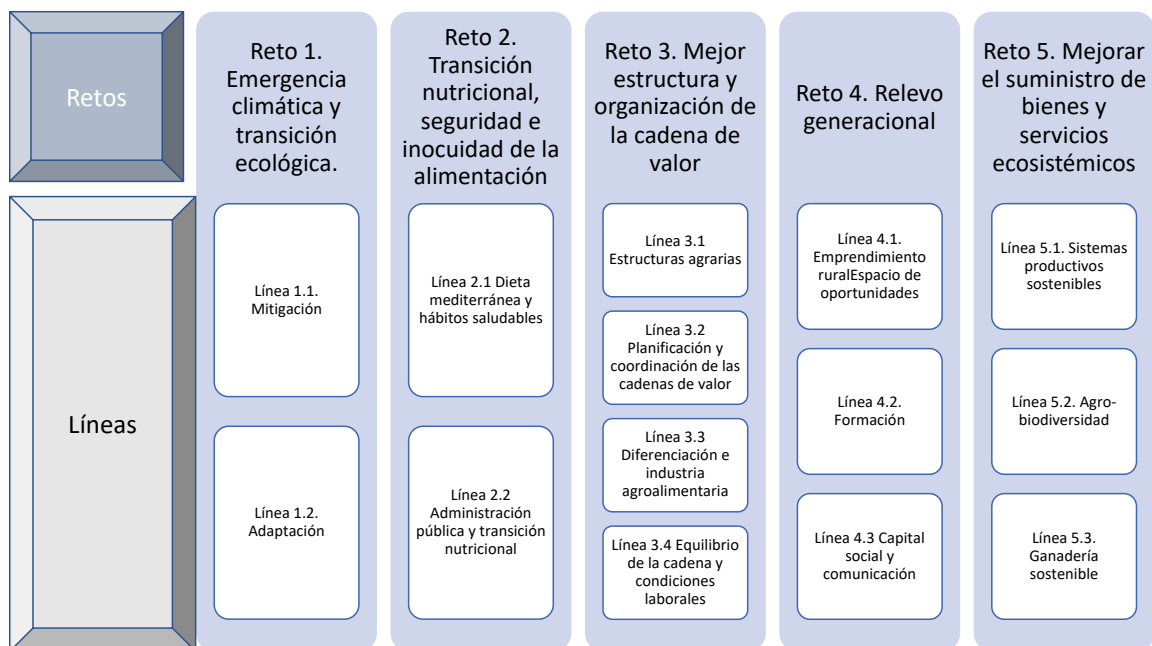 Retos
Reto 1.
Emergencia
climática y
transición
ecológica.
Reto 2.
Transición
nutricional,
seguridad e
inocuidad de la
alimentación
Reto 3. Mejor
estructura y
organización de
la cadena de
valor
Reto 4. Relevo
generacional
Reto 5. Mejorar
el suministro de
bienes y
servicios
ecosistémicos
Líneas
Línea 1.1.
Mitigación
Línea 1.2.
Adaptación
Línea 2.1 Dieta
mediterránea y
hábitos saludables
Línea 2.2
Administración
pública y transición
nutricional
Línea 3.1
Estructuras agrarias
Línea 3.2
Planificación y
coordinación de las
cadenas de valor
Línea 3.3
Diferenciación e
industria
agroalimentaria
Línea 3.4 Equilibrio
de la cadena y
condiciones
laborales
Línea 4.1.
Emprendimiento
ruralEspacio de
oportunidades
Línea 4.2.
Formación
Línea 4.3 Capital
social y
comunicación
Línea 5.1. Sistemas
productivos
sostenibles
Línea 5.2. Agro-
biodiversidad
Línea 5.3.
Ganadería
sostenible